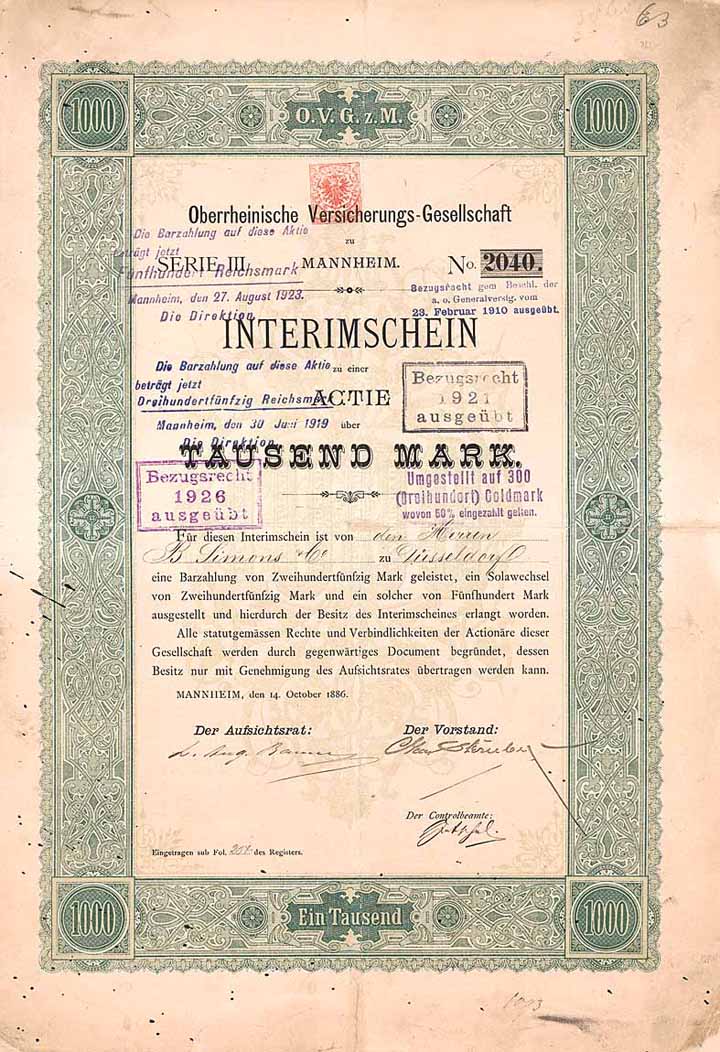 63
1000
O.V.G.z.M.
1000
Oberrheinische Versicherungs-Gesellschaft
zu
Die Barzahlung auf diese Aktie
beträgt jetzt
Fünfhundert Reichsmark
Mannheim, den 27. August 1923.
Die Direktion
SERIE III. MANNHEIM. No. 2040.
Bezugsrecht gem Beschl. der
a. o. Generalverslg. vom
23. Februar 1910 ausgeübt.
INTERIMSCHEIN
zu einer
Die Barzahlung auf diese Aktie
beträgt jetzt
Dreihundertfünfzig Reichsmark
Mannheim, den 30 Juni 1919
Die Direktion
ACTIE
über
Bezugsrecht
1921
ausgeübt
TAUSEND MARK.
Bezugsrecht
1926
ausgeübt
Umgestellt auf 300
(Dreihundert) Goldmark
wovon 50% eingezahlt gelten.
Für diesen Interimschein ist von den Herren
B Simons & Co zu Düsseldorf
eine Barzahlung von Zweihundertfünfzig Mark geleistet, ein Solawechsel
von Zweihundertfünfzig Mark und ein solcher von Fünfhundert Mark
ausgestellt und hierdurch der Besitz des Interimscheines erlangt worden.
Alle statutgemässen Rechte und Verbindlichkeiten der Actionäre dieser
Gesellschaft werden durch gegenwärtiges Document begründet, dessen
Besitz nur mit Genehmigung des Aufsichtsrates übertragen werden kann.
MANNHEIM, den 14. October 1886.
Der Aufsichtsrat: Der Vorstand:
Der Controlbeamte:
Eingetragen sub Fol. des Registers.
1000
Ein Tausend
1000